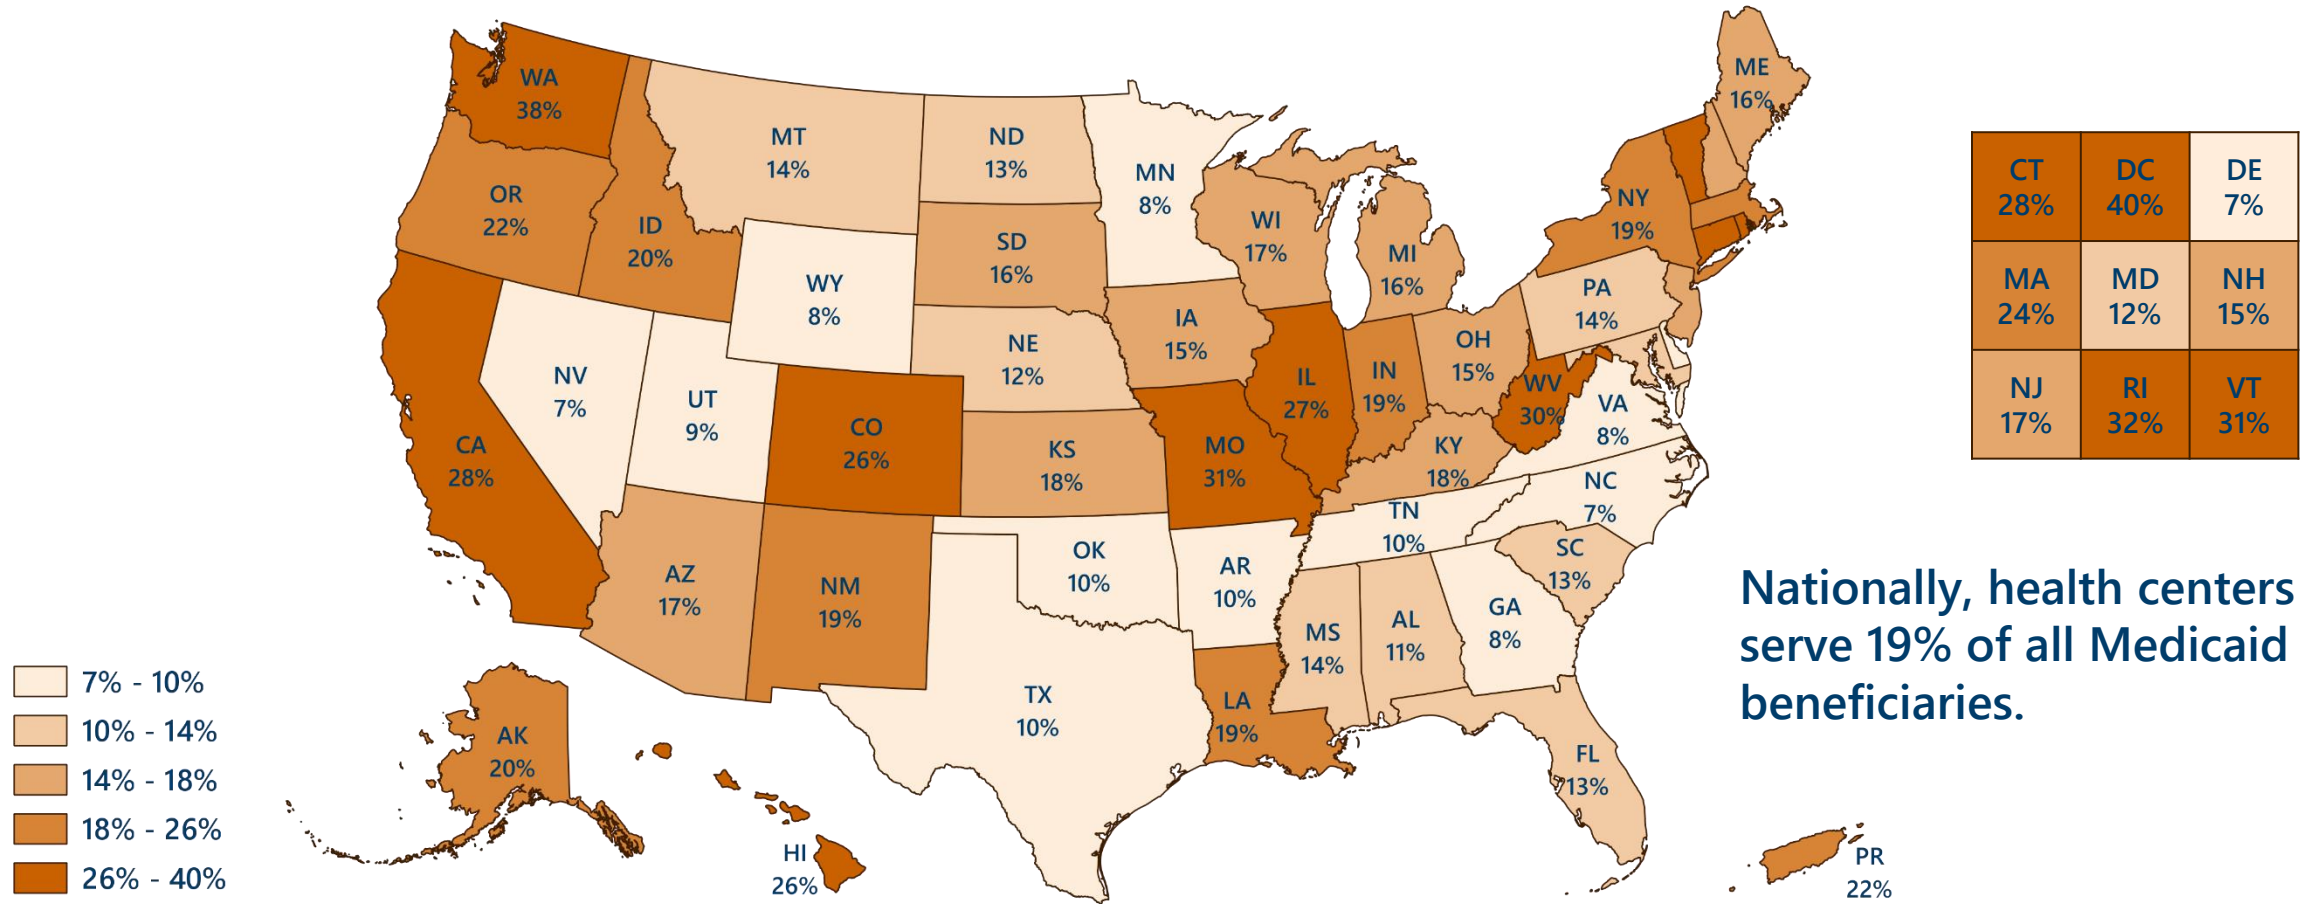 WA
38%
OR
22%
CA
28%
ID
20%
NV
7%
MT
14%
WY
8%
UT
9%
CO
26%
AZ
17%
NM
19%
ND
13%
SD
16%
NE
12%
KS
18%
OK
10%
TX
10%
MN
8%
IA
15%
MO
31%
AR
10%
LA
19%
WI
17%
IL
27%
MI
16%
IN
19%
OH
15%
KY
18%
TN
10%
MS
14%
AL
11%
GA
8%
FL
13%
SC
13%
NC
7%
VA
8%
WV
30%
PA
14%
NY
19%
ME
16%
AK
20%
HI
26%
PR
22%
CT
28%
DC
40%
DE
7%
MA
24%
MD
12%
NH
15%
NJ
17%
RI
32%
VT
31%
Nationally, health centers
serve 19% of all Medicaid
beneficiaries.
7% - 10%
10% - 14%
14% - 18%
18% - 26%
26% - 40%